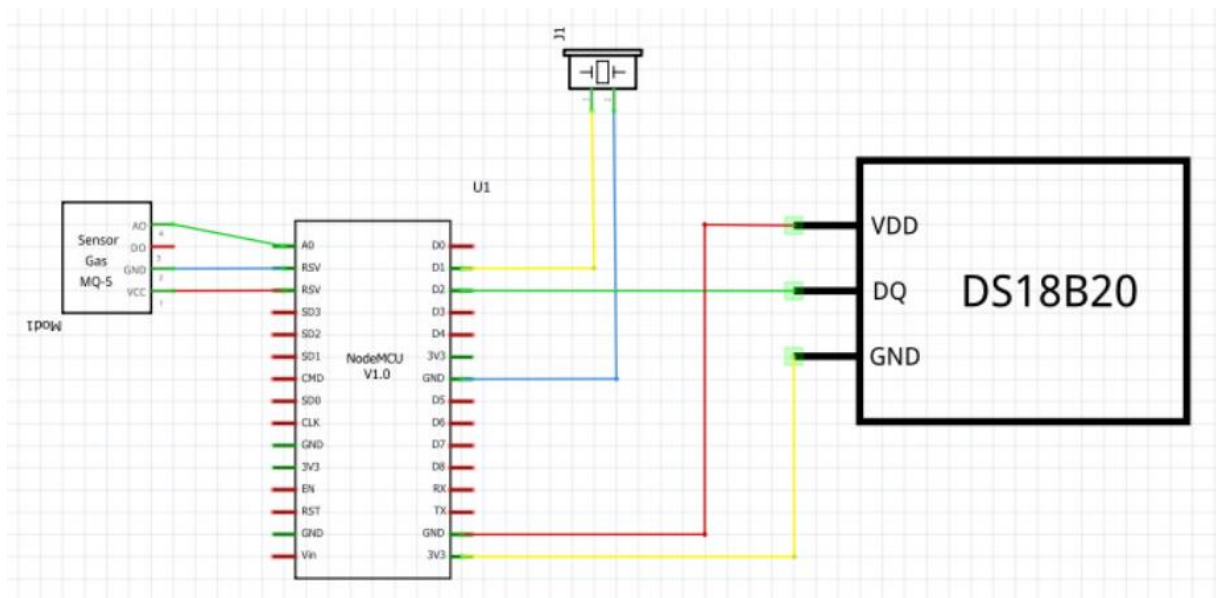 J1
1
2
U1
Sensor
Gas
MQ-5
AO
DO
GND
VCC
4
3
2
1
Mod1
NodeMCU
V1.0
A0
RSV
RSV
SD3
SD2
SD1
CMD
SD0
CLK
GND
3V3
EN
RST
GND
Vin
D0
D1
D2
D3
D4
3V3
GND
D5
D6
D7
D8
RX
TX
GND
3V3
VDD
DQ
GND
DS18B20